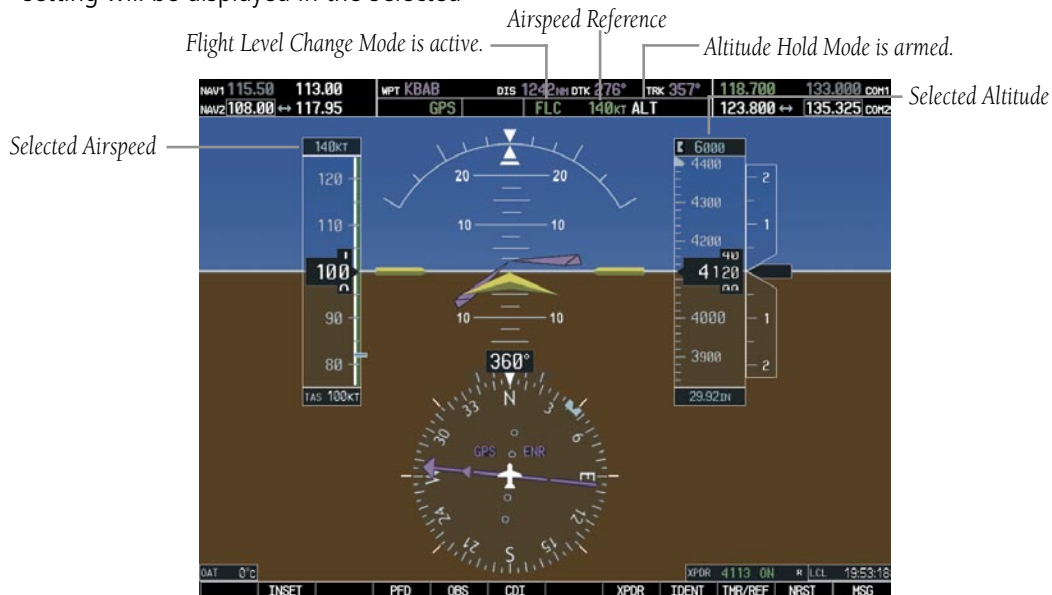 setting will be displayed in the selected
Airspeed Reference
Flight Level Change Mode is active.
Altitude Hold Mode is armed.
Selected Altitude
Selected Airspeed
NAV1 115.50 113.00 WPT KBAB DIS 1242NM DTK 276° TRK 357° 118.700 133.000 COM1
NAV2 108.00 ↔ 117.95 GPS FLC 140KT ALT 123.800 ↔ 135.325 COM2
140KT
6000
4400
120
20 20
2
4300
110
10 10
1
4200
100
4120
90
10 10
4000
1
80
3900
2
360°
TAS 100KT
29.92IN
N
33 3
30 6
GPS ENR
W E
24 12
21 15
S
OAT 0°C
XPDR 4113 ON R LCL 19:53:18
INSET PFD OBS CDI XPDR IDENT TMR/REF NRST MSG